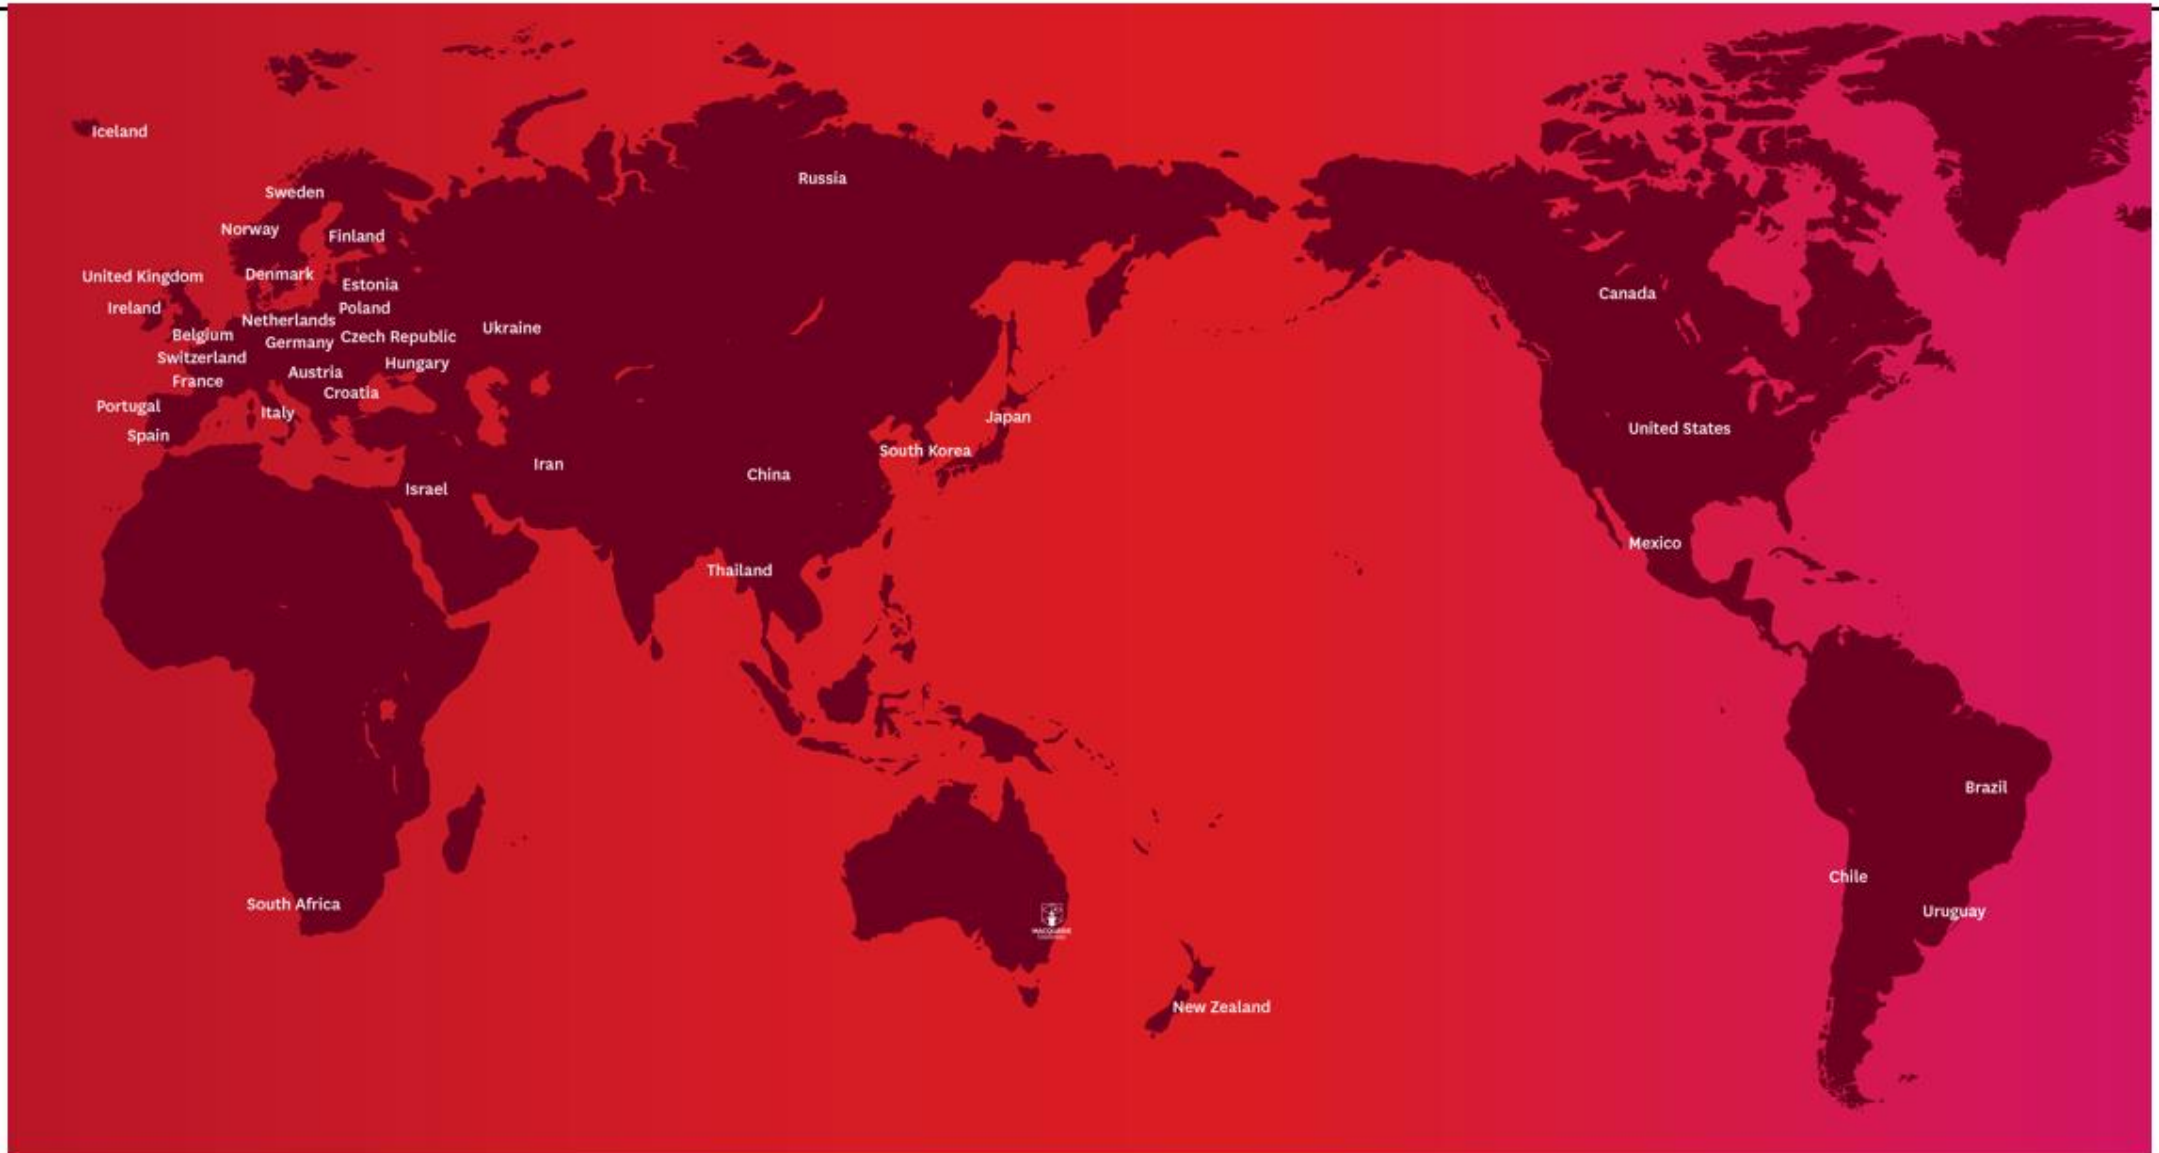 Iceland
Russia
Sweden
Norway
Finland
United Kingdom
Denmark
Estonia
Canada
Ireland
Poland
Netherlands
Ukraine
Belgium
Czech Republic
Germany
Switzerland
Hungary
Austria
France
Croatia
Portugal
Italy
Japan
United States
Spain
South Korea
Iran
China
Israel
Mexico
Thailand
Brazil
Chile
South Africa
Uruguay
MACQUARIE
New Zealand